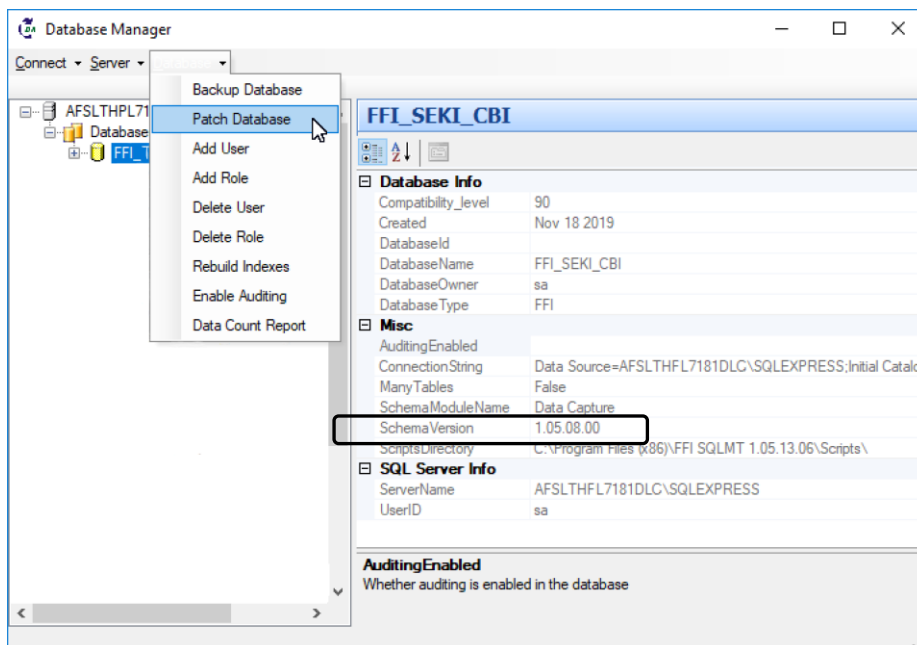 Database Manager
Connect Server
Backup Database
Patch Database
Add User
Add Role
Delete User
Delete Role
Rebuild Indexes
Enable Auditing
Data Count Report
AFSLTHPL71
Database
FFI_T
FFI_SEKI_CBI
Database Info
Compatibility_level 90
Created Nov 18 2019
DatabaseId
DatabaseName FFI_SEKI_CBI
DatabaseOwner sa
DatabaseType FFI
Misc
AuditingEnabled
ConnectionString Data Source=AFSLTHFL7181DLC\SQLEXPRESS;Initial Catalo
ManyTables False
SchemaModuleName Data Capture
SchemaVersion 1.05.08.00
ScriptsDirectory C:\Program Files (x86)\FFI SQLMT 1.05.13.06\Scripts\
SQL Server Info
ServerName AFSLTHFL7181DLC\SQLEXPRESS
UserID sa
AuditingEnabled
Whether auditing is enabled in the database